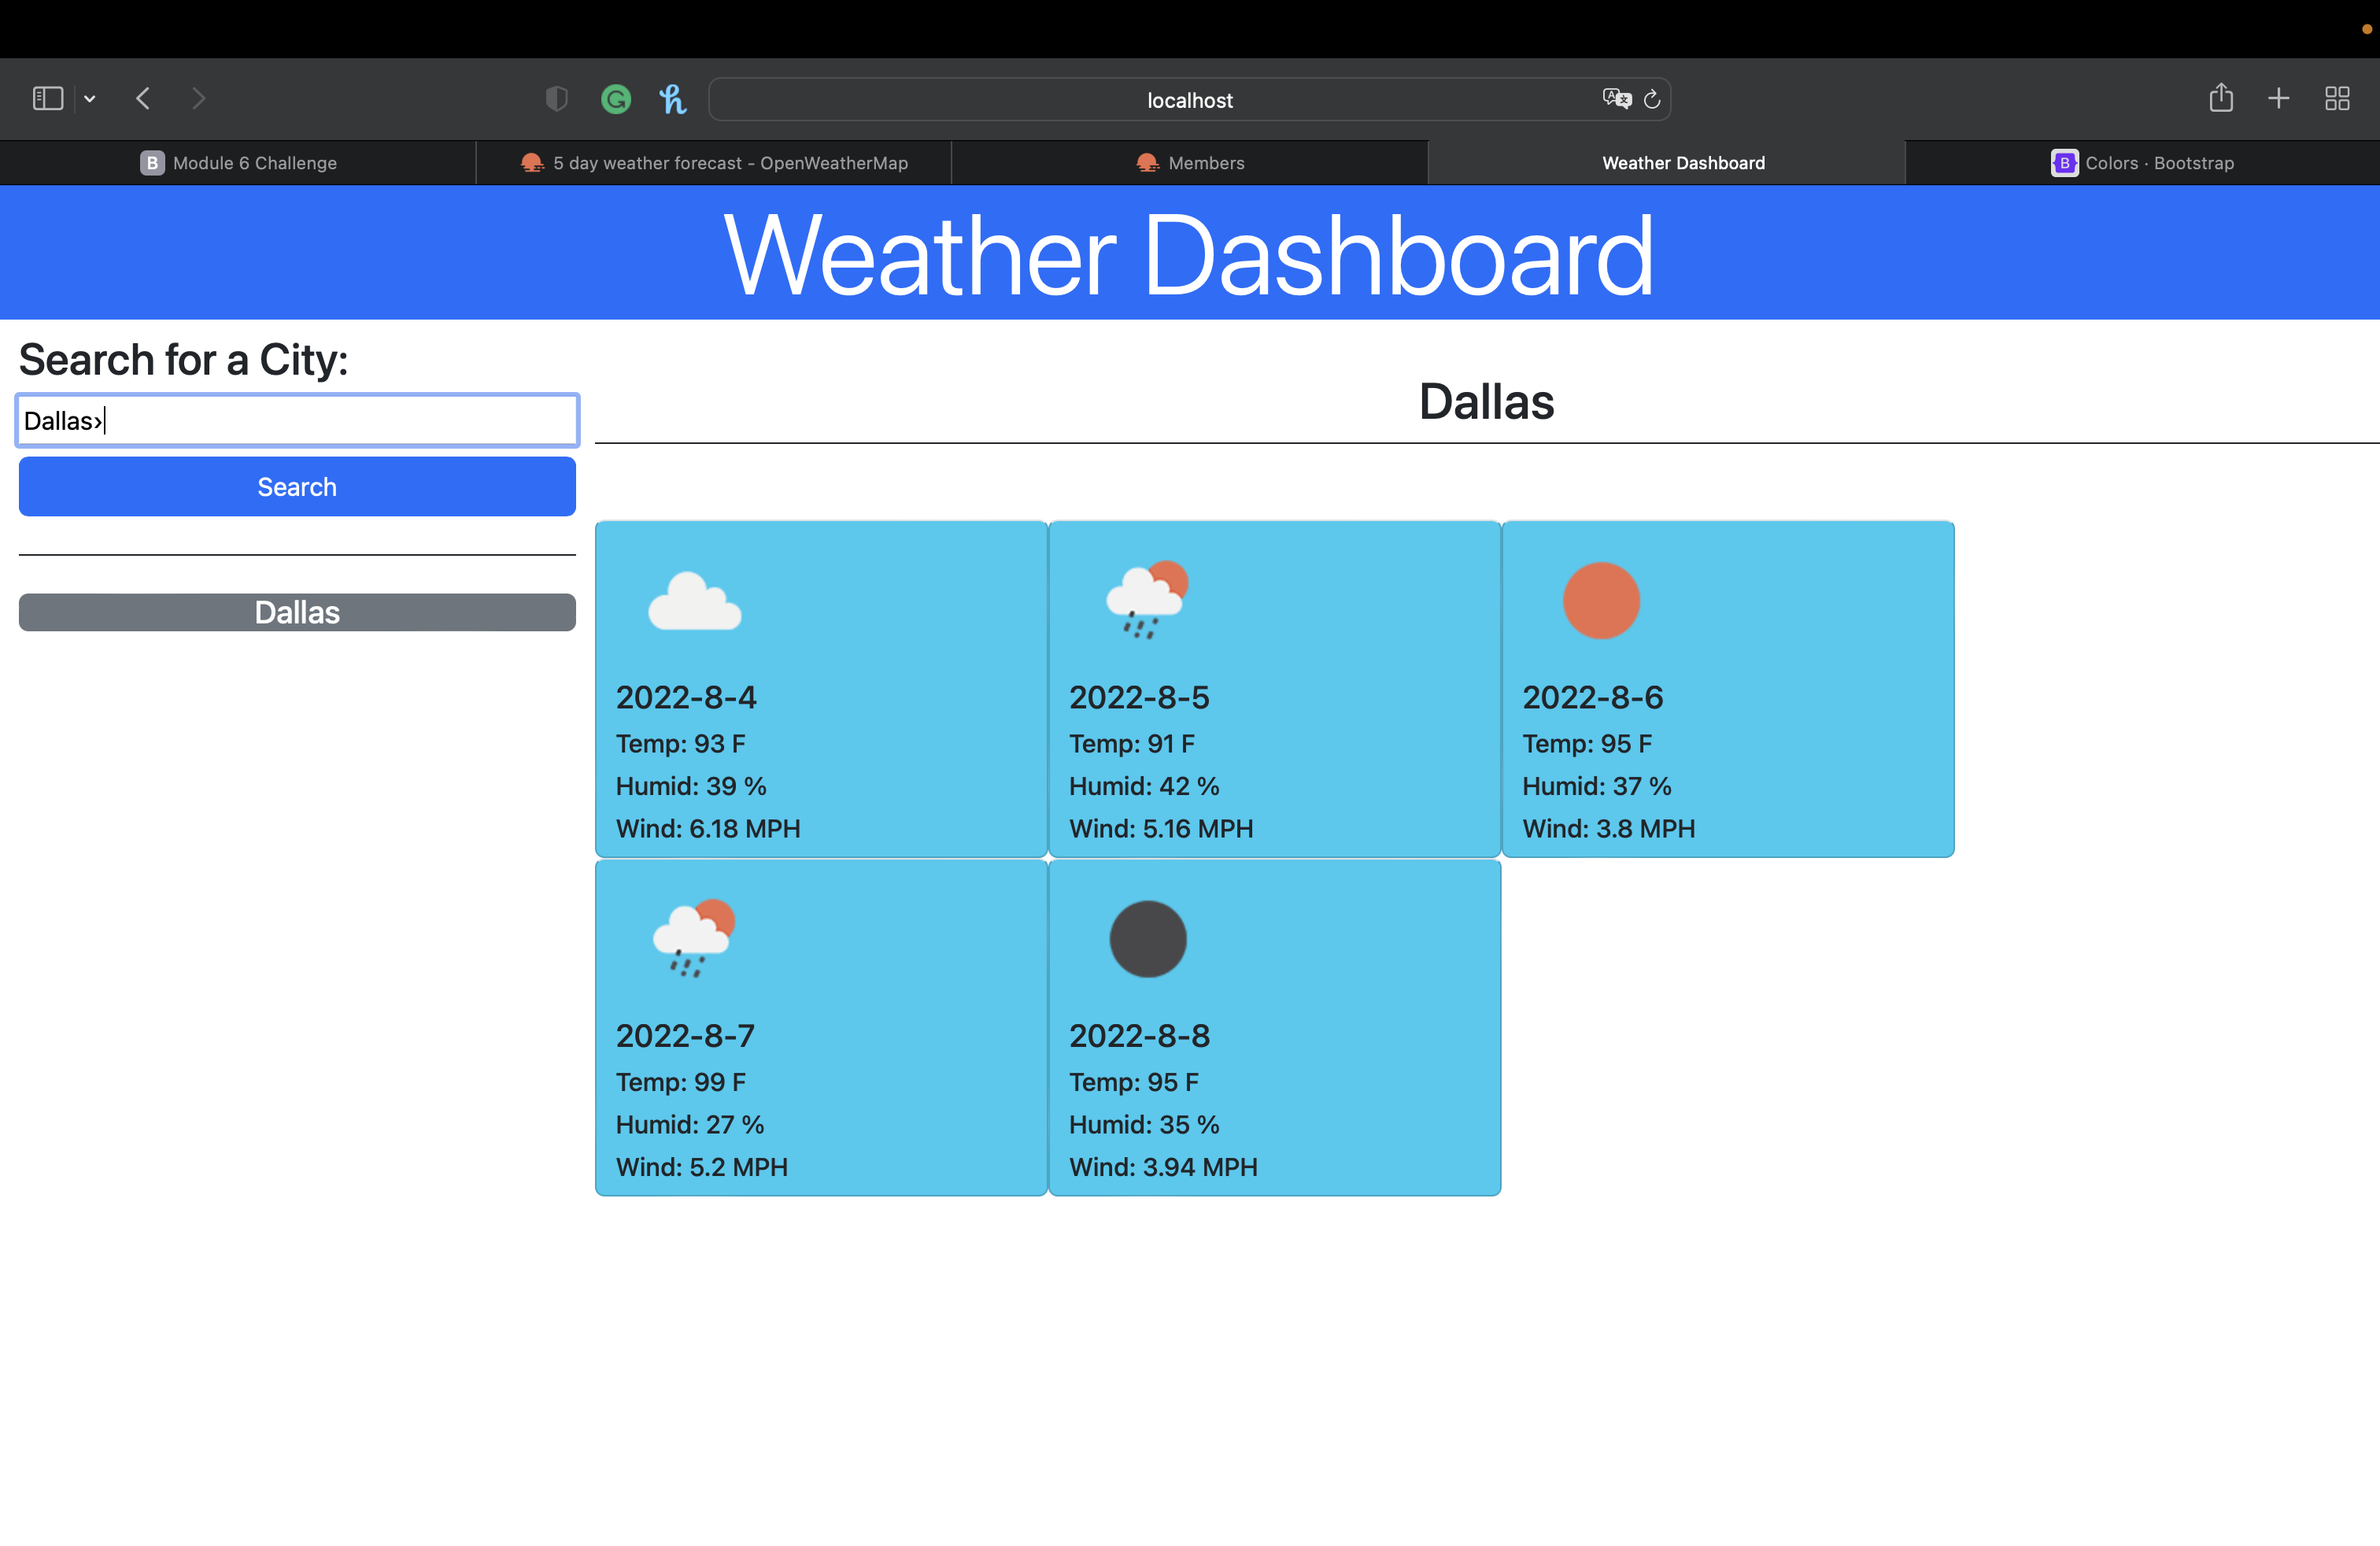 localhost
B Module 6 Challenge
5 day weather forecast - OpenWeatherMap
Members
Weather Dashboard
B Colors · Bootstrap
Weather Dashboard
Search for a City:
Dallas›
Search
Dallas
Dallas
2022-8-4
Temp: 93 F
Humid: 39 %
Wind: 6.18 MPH
2022-8-5
Temp: 91 F
Humid: 42 %
Wind: 5.16 MPH
2022-8-6
Temp: 95 F
Humid: 37 %
Wind: 3.8 MPH
2022-8-7
Temp: 99 F
Humid: 27 %
Wind: 5.2 MPH
2022-8-8
Temp: 95 F
Humid: 35 %
Wind: 3.94 MPH